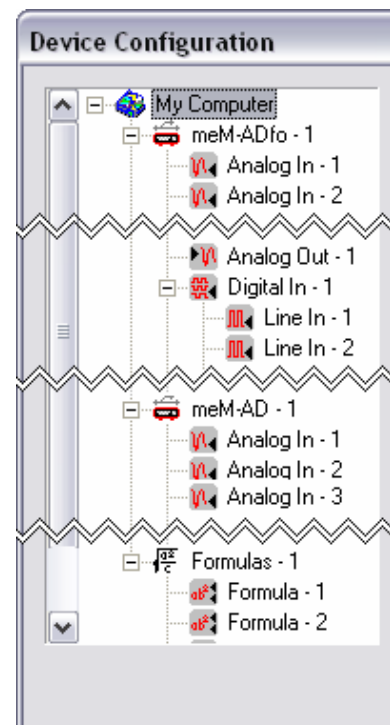 Device Configuration
My Computer
meM-ADfo - 1
Analog In - 1
Analog In - 2
Analog Out - 1
Digital In - 1
Line In - 1
Line In - 2
meM-AD - 1
Analog In - 1
Analog In - 2
Analog In - 3
Formulas - 1
Formula - 1
Formula - 2